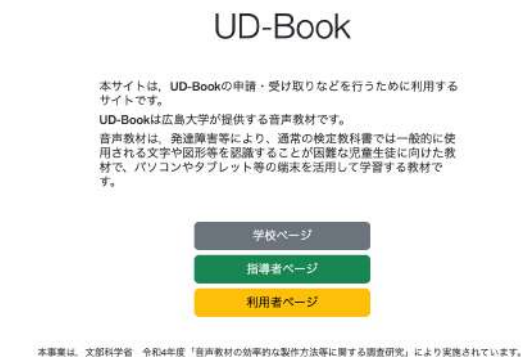 UD-Book
本サイトは，UD-Bookの申請・受け取りなどを行うために利用する
サイトです。
UD-Bookは広島大学が提供する音声教材です。
音声教材は，発達障害等により，通常の検定教科書では一般的に使
用される文字や図形等を認識することが困難な児童生徒に向けた教
材で、パソコンやタブレット等の端末を活用して学習する教材で
す。
学校ページ
指導者ページ
利用者ページ
本事業は、文部科学省　令和4年度「音声教材の効率的な製作方法等に関する調査研究」により実施されています。